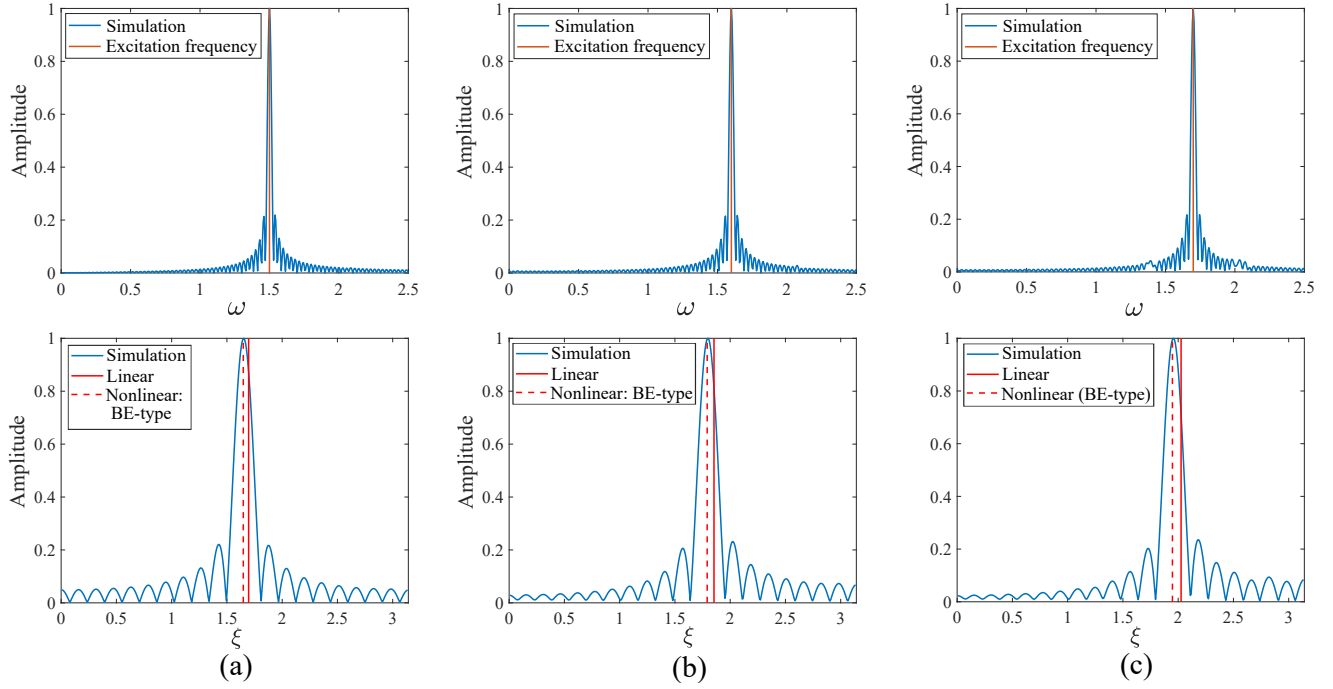 Simulation
Excitation frequency
Amplitude
1
0.8
0.6
0.4
0.2
0
0 0.5 1 1.5 2 2.5
ω
Simulation
Excitation frequency
Amplitude
1
0.8
0.6
0.4
0.2
0
0 0.5 1 1.5 2 2.5
ω
Simulation
Excitation frequency
Amplitude
1
0.8
0.6
0.4
0.2
0
0 0.5 1 1.5 2 2.5
ω
Simulation
Linear
Nonlinear:
BE-type
Amplitude
1
0.8
0.6
0.4
0.2
0
0 0.5 1 1.5 2 2.5 3
ξ
(a)
Simulation
Linear
Nonlinear: BE-type
Amplitude
1
0.8
0.6
0.4
0.2
0
0 0.5 1 1.5 2 2.5 3
ξ
(b)
Simulation
Linear
Nonlinear (BE-type)
Amplitude
1
0.8
0.6
0.4
0.2
0
0 0.5 1 1.5 2 2.5 3
ξ
(c)